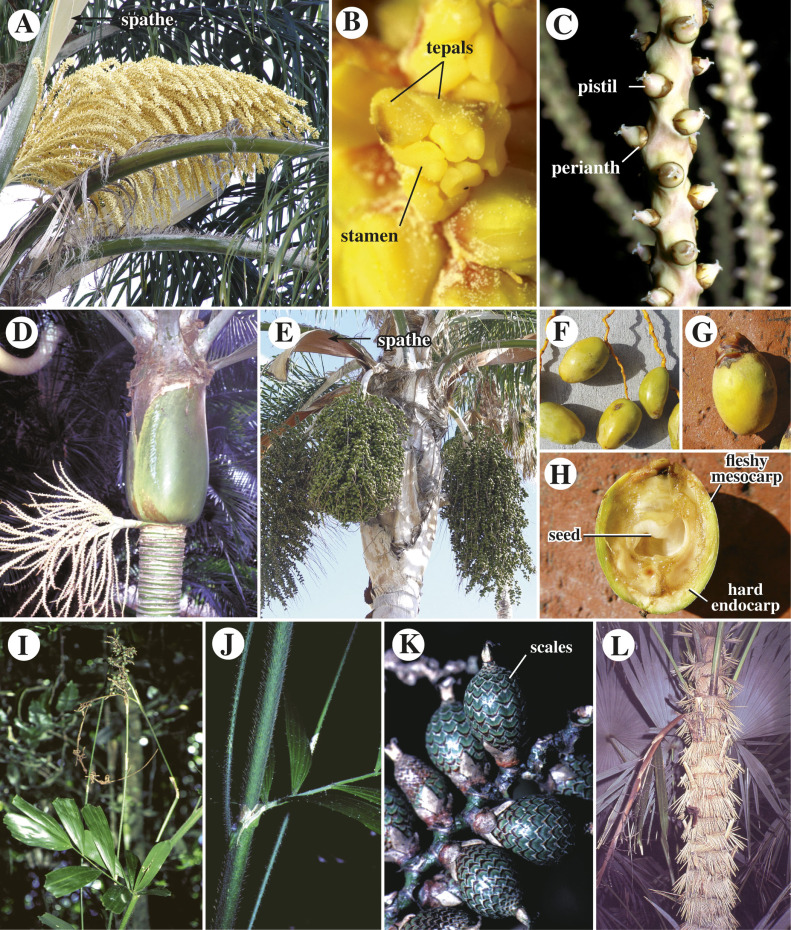 A
spathe
B
tepals
stamen
C
pistil
perianth
D
E
spathe
F
G
H
fleshy
mesocarp
seed
hard
endocarp
I
J
K
scales
L